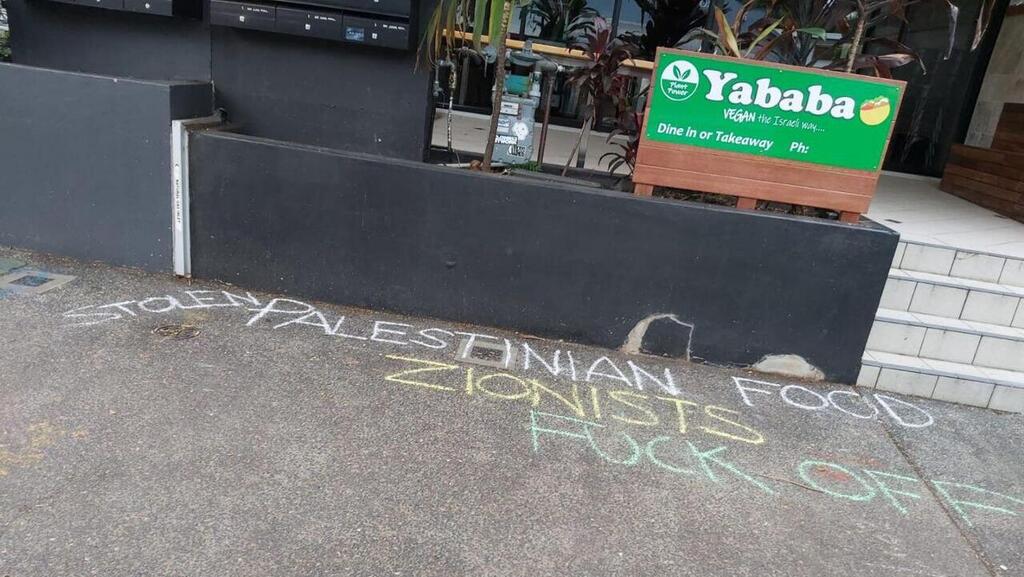 Plant Power
Yababa
VEGAN the Israeli way....
Dine In or Takeaway Ph:
STOLEN PALESTINIAN FOOD
ZIONISTS
FUCK OFF